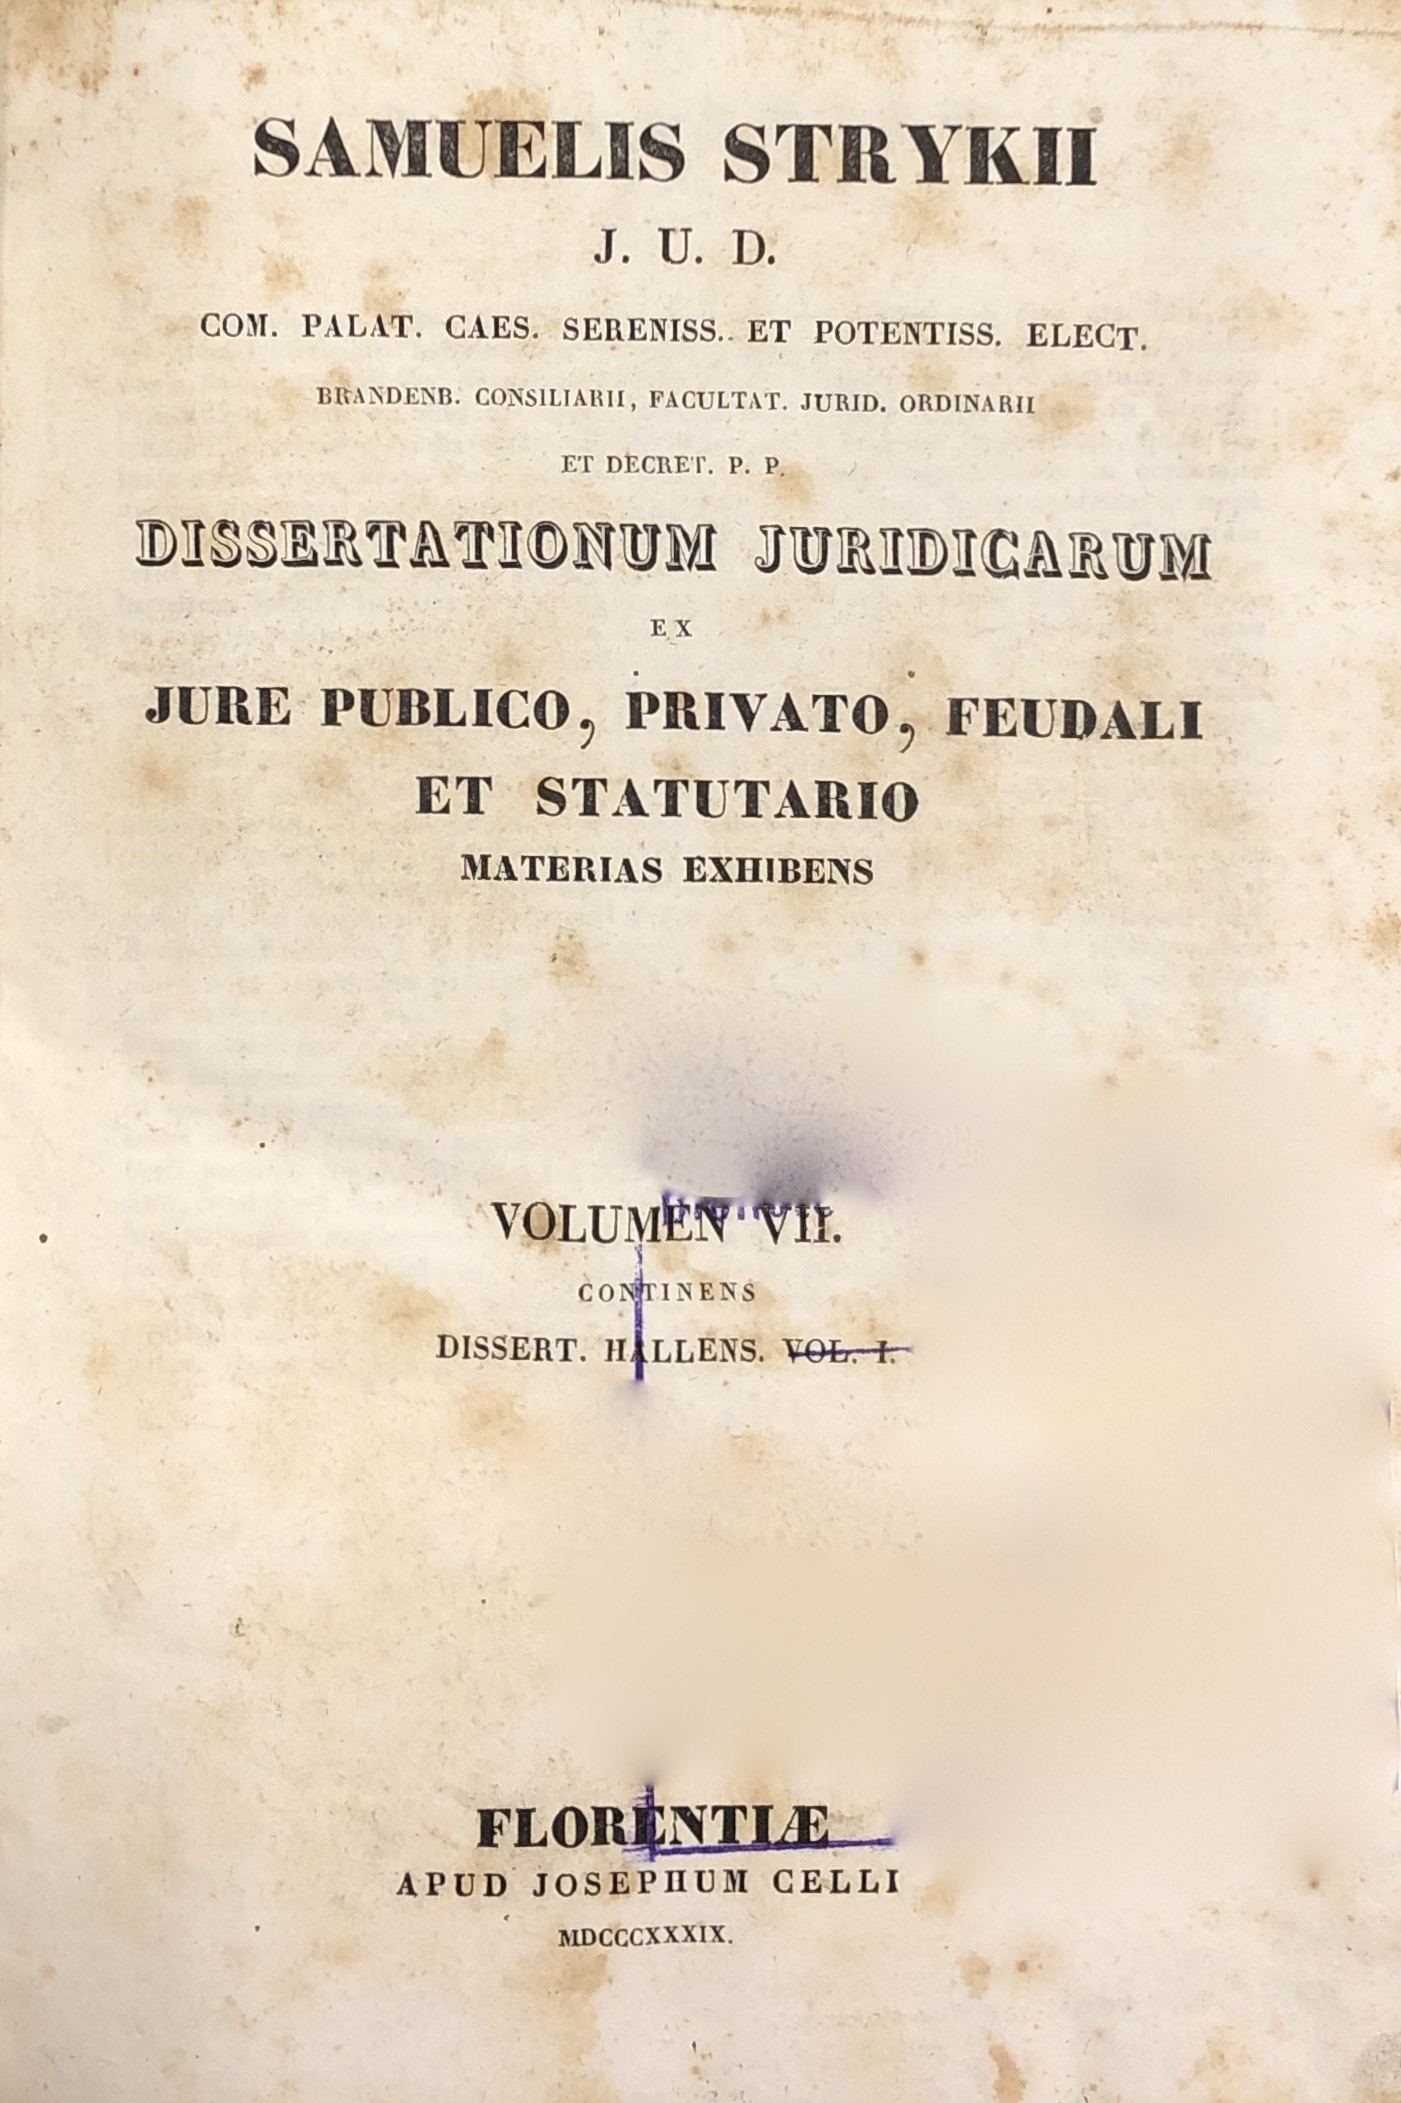 SAMUELIS STRYKII
J. U. D.
COM. PALAT. CAES. SERENISS.. ET POTENTISS. ELECT.
BRANDENB. CONSILIARII, FACULTAT. JURID. ORDINARII
ET DECRET. P. P.
DISSERTATIONUM JURIDICARUM
EX
JURE PUBLICO, PRIVATO, FEUDALI
ET STATUTARIO
MATERIAS EXHIBENS
VOLUMEN VII.
CONTINENS
DISSERT. HALLENS. VOL. I.
FLORENTIÆ
APUD JOSEPHUM CELLI
MDCCCXXXIX.